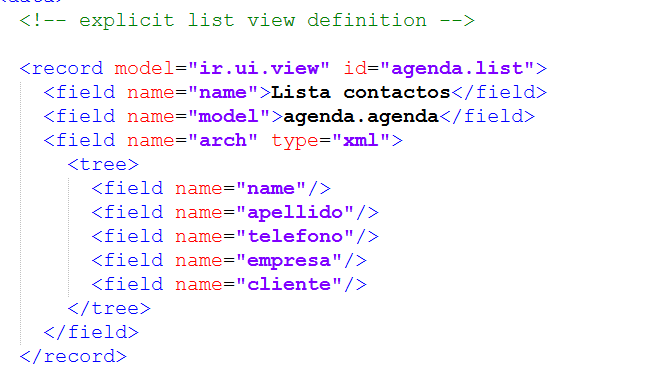 <!-- explicit list view definition -->
<record model="ir.ui.view" id="agenda.list">
<field name="name">Lista contactos</field>
<field name="model">agenda.agenda</field>
<field name="arch" type="xml">
<tree>
<field name="name"/>
<field name="apellido"/>
<field name="telefono"/>
<field name="empresa"/>
<field name="cliente"/>
</tree>
</field>
</record>